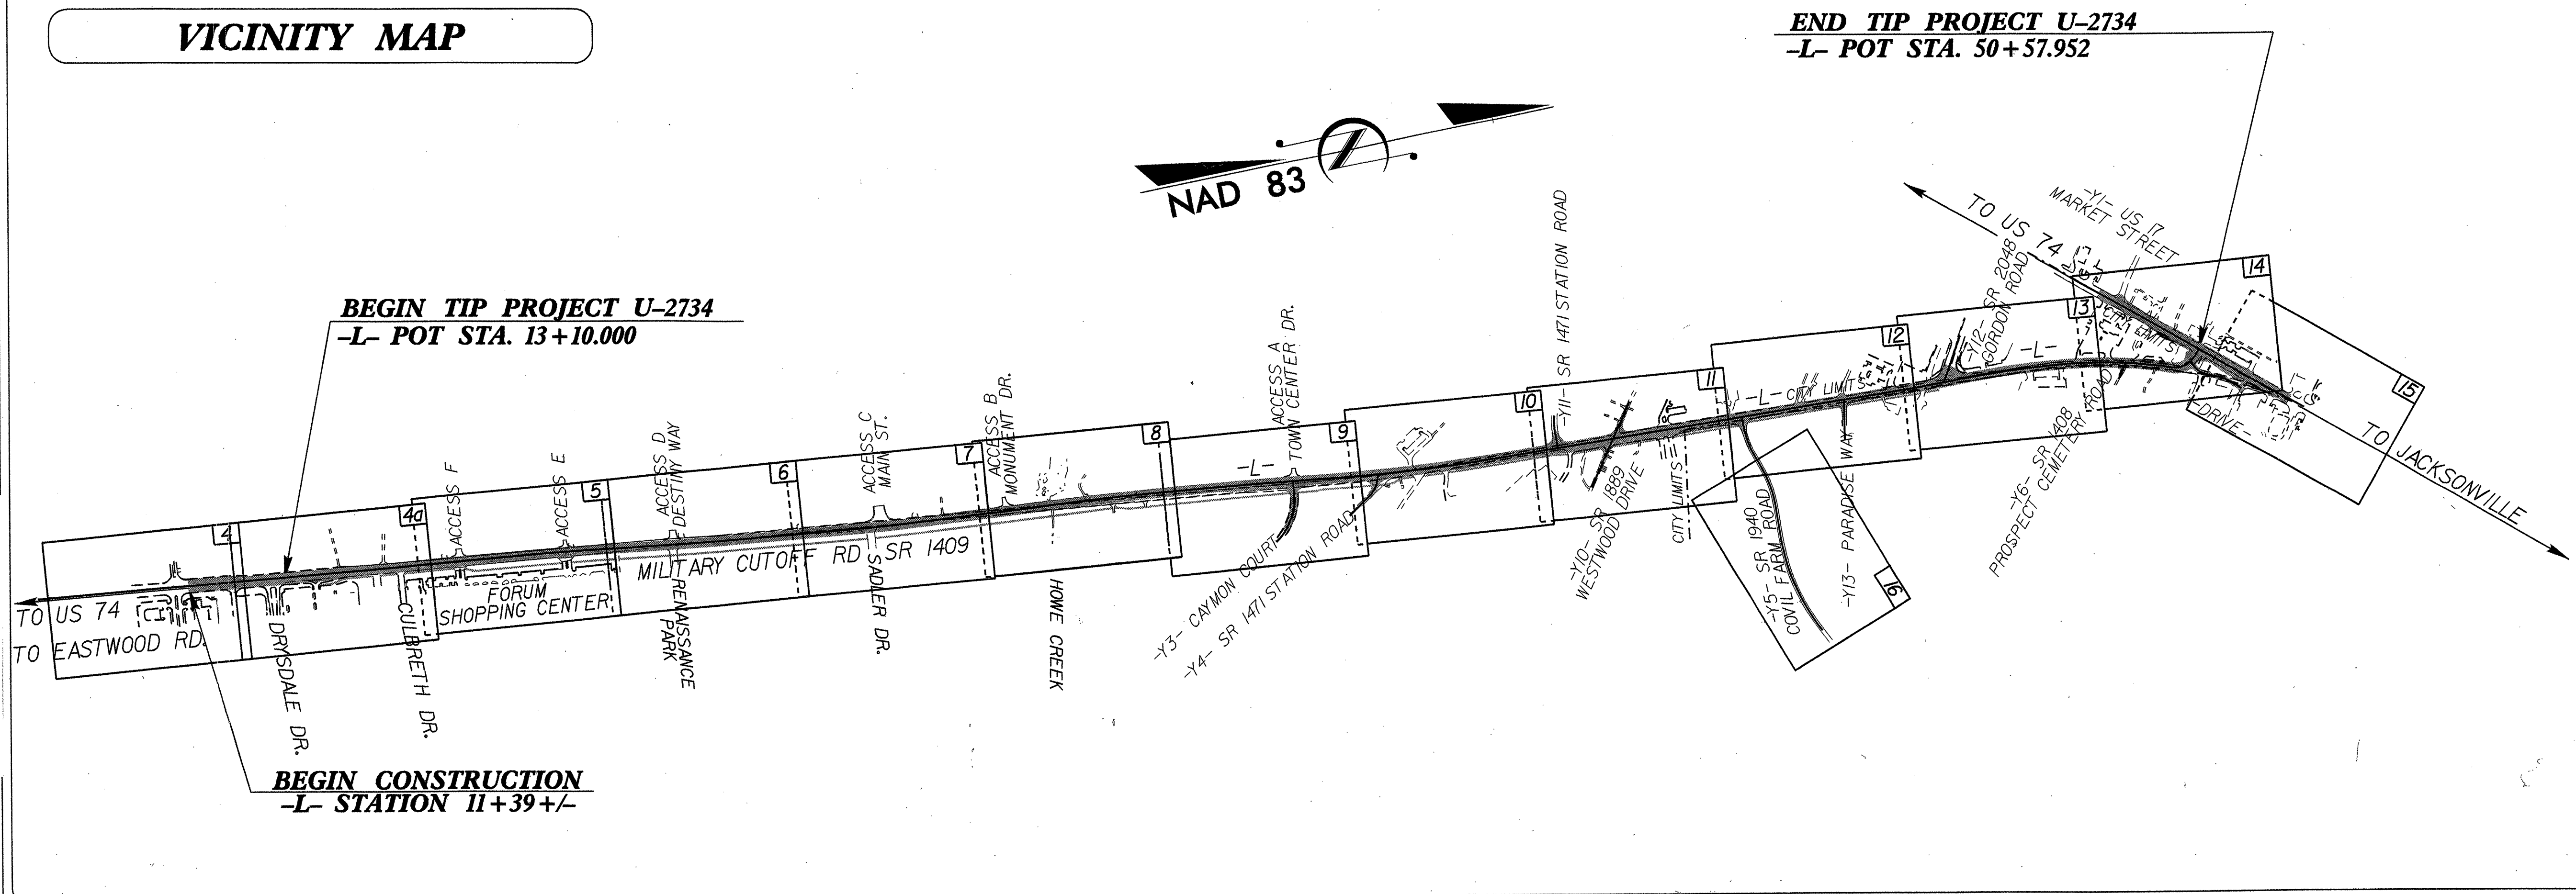 VICINITY MAP
END TIP PROJECT U-2734
-L- POT STA. 50+57.952
NAD 83
BEGIN TIP PROJECT U-2734
-L- POT STA. 13+10.000
TO US 74
-Y1- US 17
MARKET STREET
14
15
13
12
11
10
9
8
7
6
5
4a
4
16
-Y12- SR 2048
GORDON ROAD
CITY LIMITS
-L-
-Y11- SR 1471 STATION ROAD
-L- CITY LIMITS
ACCESS A
TOWN CENTER DR.
-L-
ACCESS B
MONUMENT DR.
ACCESS C
MAIN ST.
ACCESS D
DESTINY WAY
ACCESS E
ACCESS F
TO JACKSONVILLE
-DRIVE-
-Y6- SR 1408
PROSPECT CEMETERY ROAD
-Y13- PARADISE WAY
-Y5- SR 1940
COVIL FARM ROAD
CITY LIMITS
-Y10- SR 1889
WESTWOOD DRIVE
-Y3- CAYMON COURT
-Y4- SR 1471 STATION ROAD
HOWE CREEK
SADLER DR.
MILITARY CUTOFF RD SR 1409
RENAISSANCE
PARK
FORUM
SHOPPING CENTER
CULBRETH DR.
DRYSDALE DR.
TO US 74
TO EASTWOOD RD.
BEGIN CONSTRUCTION
-L- STATION 11+39+/-